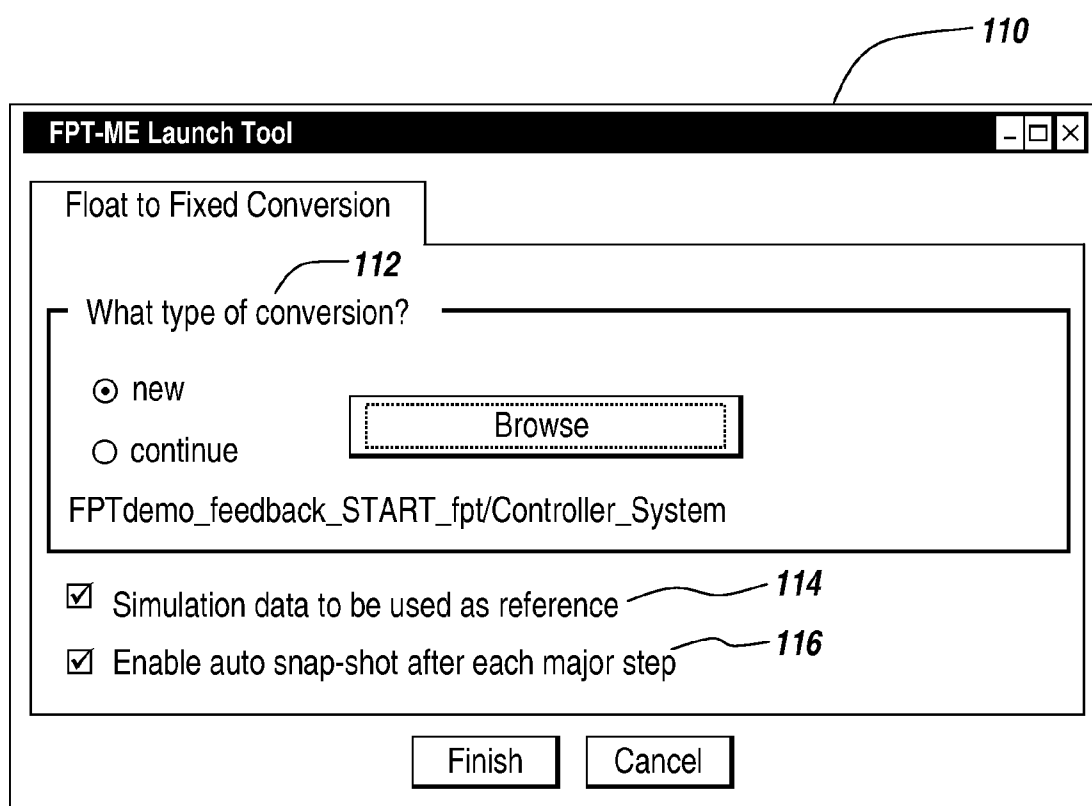 110
FPT-ME Launch Tool
Float to Fixed Conversion
112
What type of conversion?
new
Browse
continue
FPTdemo_feedback_START_fpt/Controller_System
Simulation data to be used as reference 114
Enable auto snap-shot after each major step 116
Finish Cancel